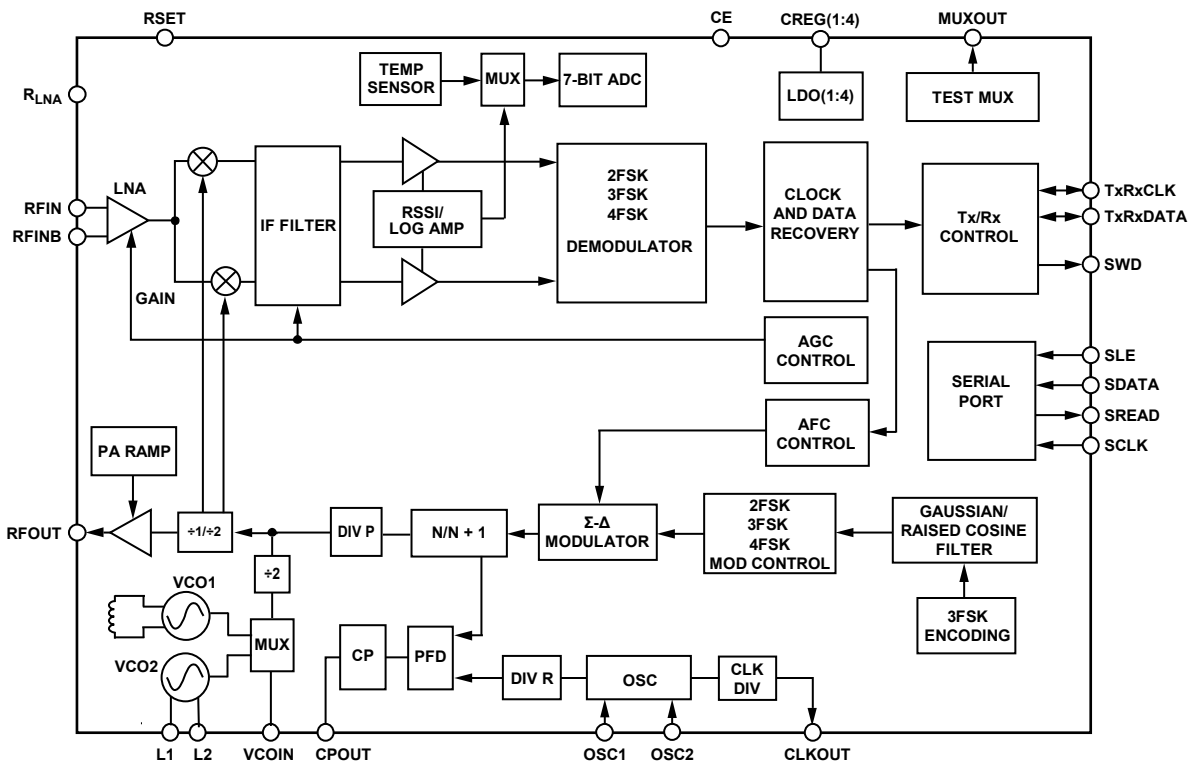 RSET
CE
CREG(1:4)
MUXOUT
TEMP
SENSOR
MUX
7-BIT ADC
LDO(1:4)
TEST MUX
RLNA
LNA
RFIN
RFINB
GAIN
IF FILTER
RSSI/
LOG AMP
2FSK
3FSK
4FSK
DEMODULATOR
CLOCK
AND DATA
RECOVERY
Tx/Rx
CONTROL
TxRxCLK
TxRxDATA
SWD
AGC
CONTROL
SERIAL
PORT
SLE
SDATA
SREAD
SCLK
AFC
CONTROL
PA RAMP
RFOUT
÷1/÷2
DIV P
N/N + 1
Σ-Δ
MODULATOR
2FSK
3FSK
4FSK
MOD CONTROL
GAUSSIAN/
RAISED COSINE
FILTER
÷2
3FSK
ENCODING
VCO1
VCO2
MUX
CP
PFD
DIV R
OSC
CLK
DIV
L1
L2
VCOIN
CPOUT
OSC1
OSC2
CLKOUT